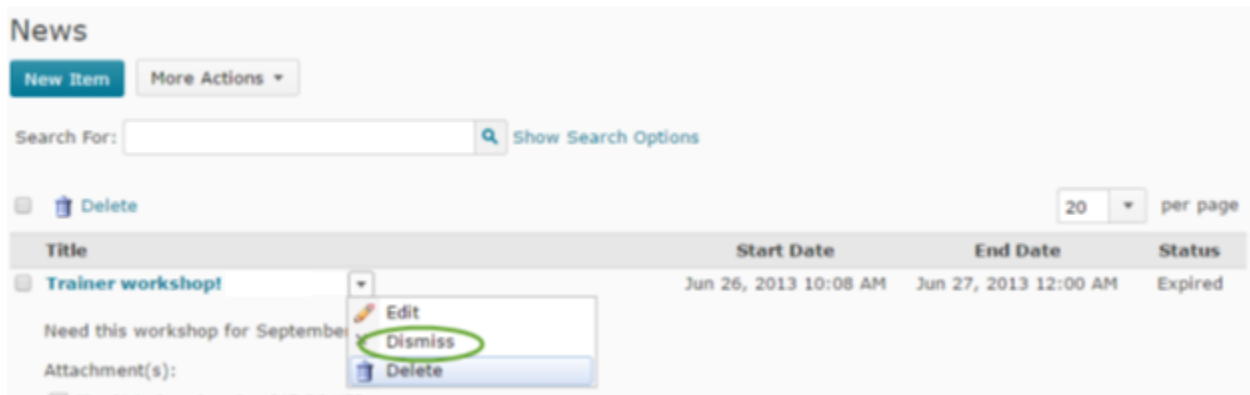 News
New Item More Actions
Search For: Show Search Options
Delete 20 per page
Title Start Date End Date Status
Trainer workshop! Jun 26, 2013 10:08 AM Jun 27, 2013 12:00 AM Expired
Edit
Need this workshop for September
Dismiss
Attachment(s): Delete